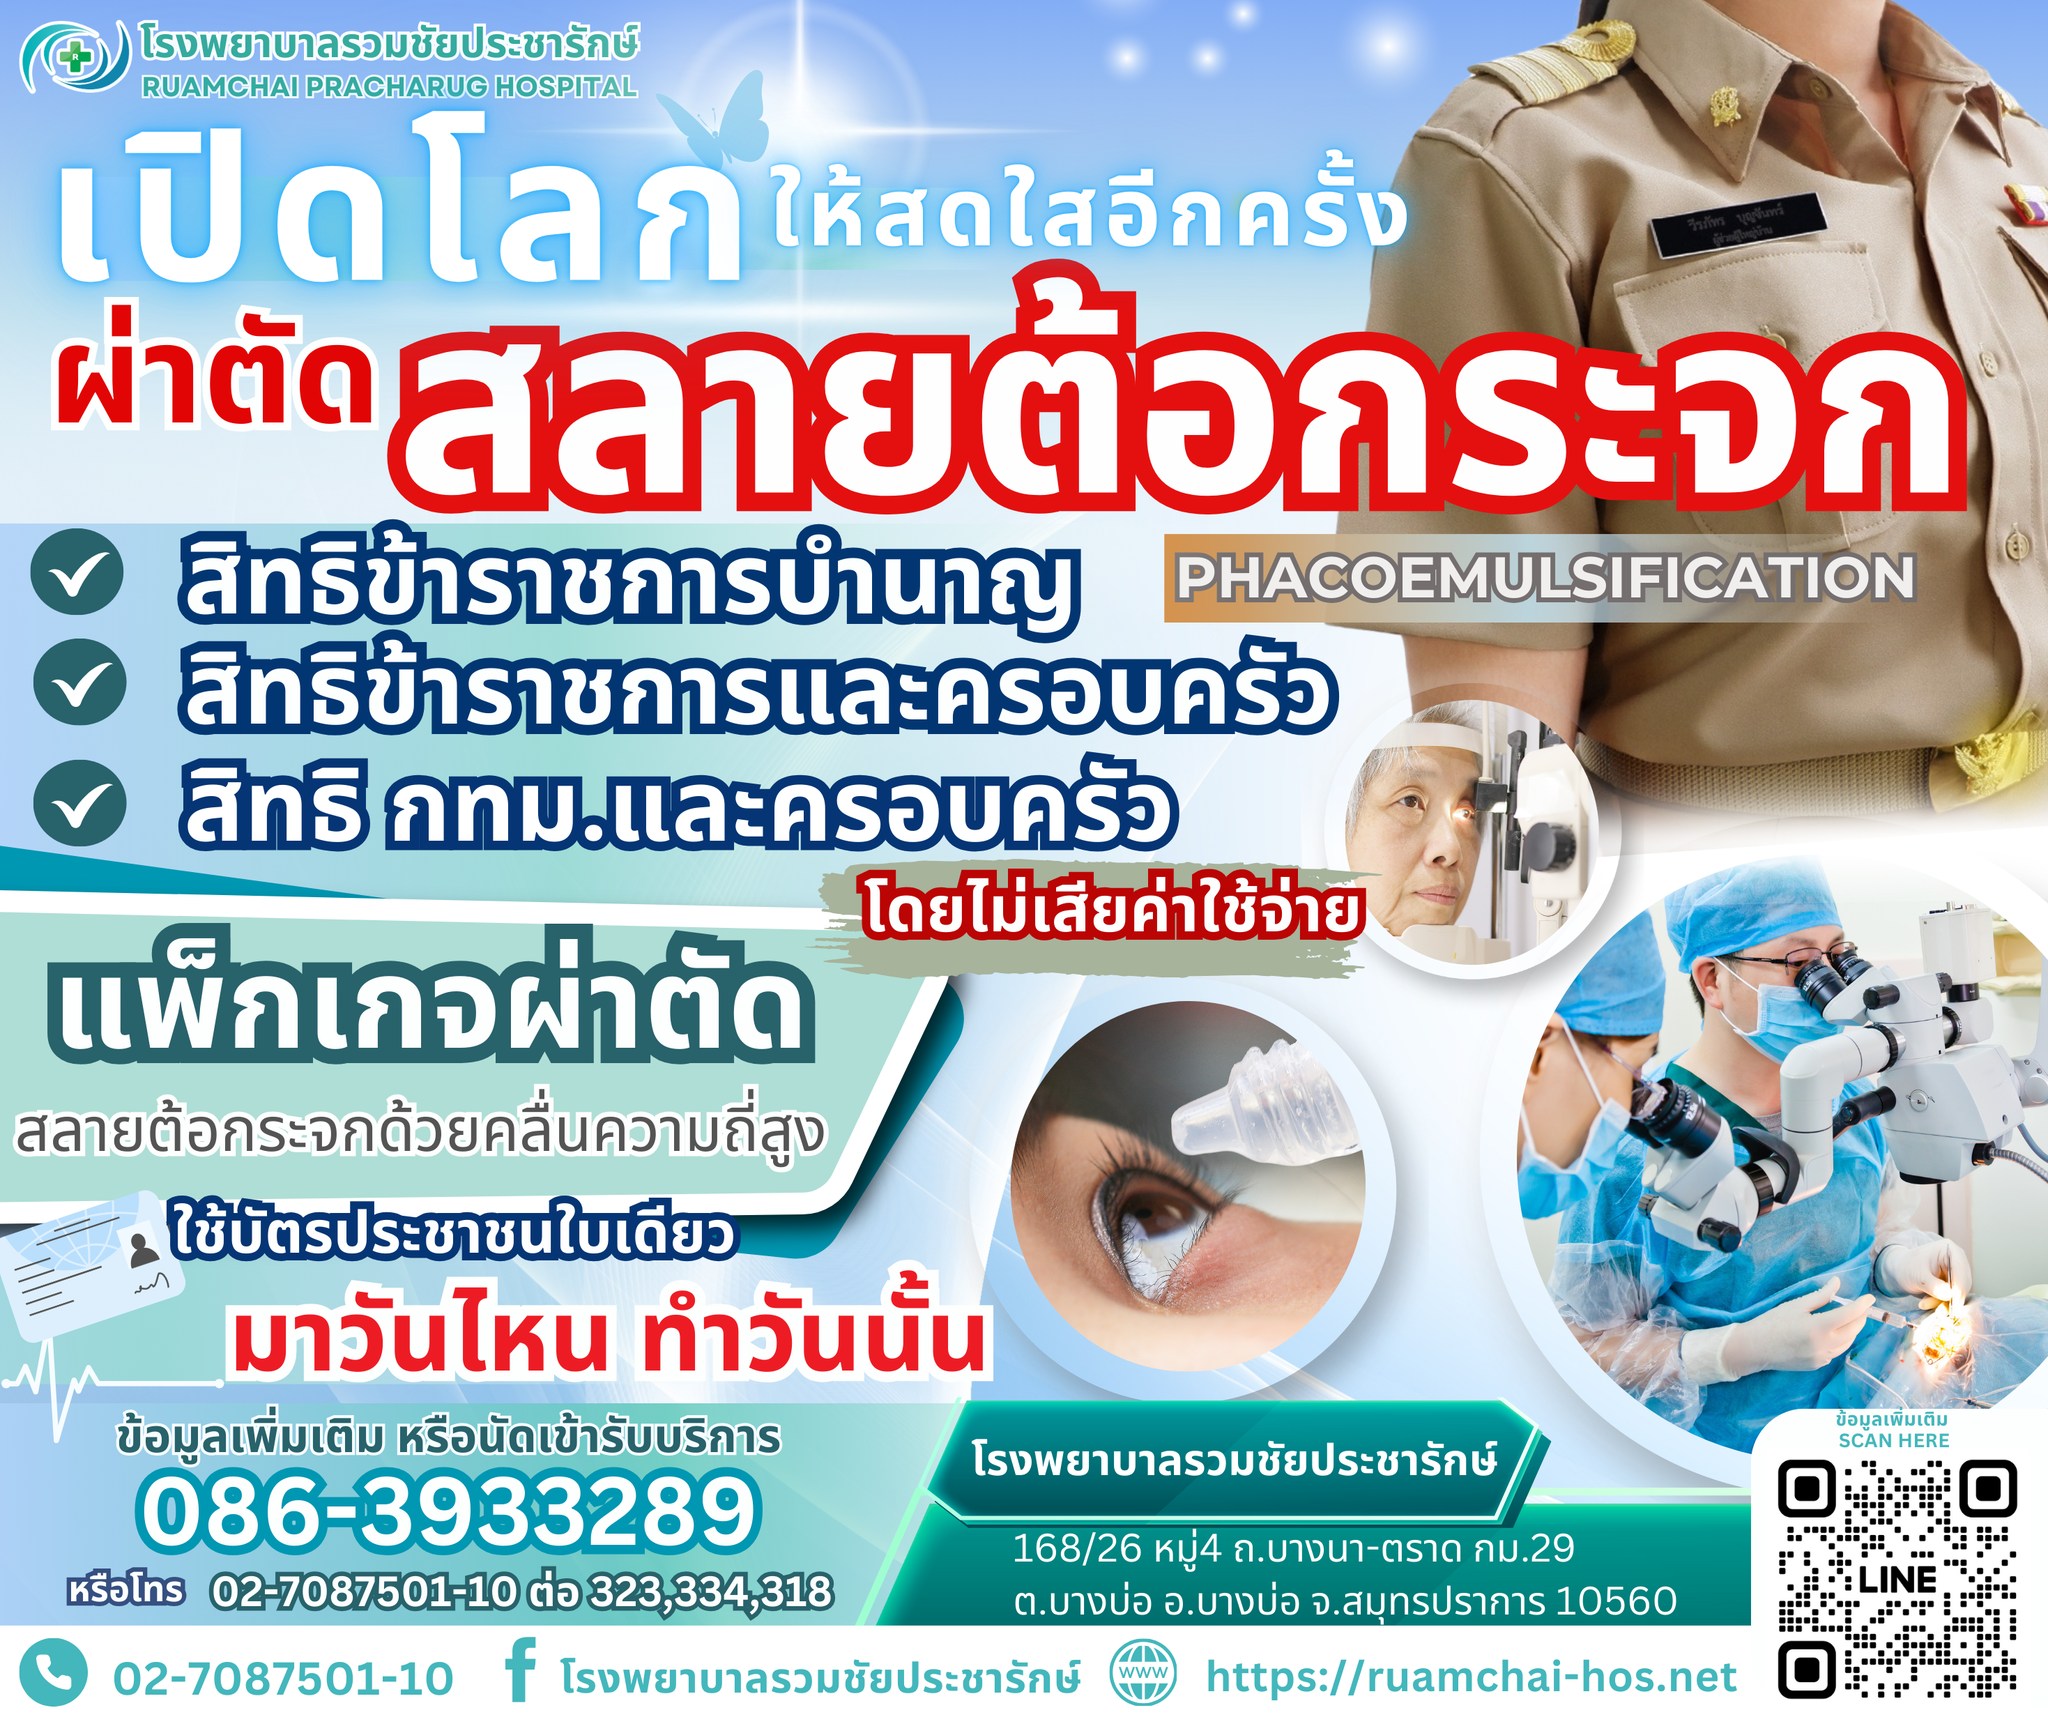 โรงพยาบาลรวมชัยประชารักษ์
RUAMCHAI PRACHARUG HOSPITAL
เปิดโลก ให้สดใสอีกครั้ง
ผ่าตัด สลายต้อกระจก
PHACOEMULSIFICATION
สิทธิข้าราชการบำนาญ
สิทธิข้าราชการและครอบครัว
สิทธิ กทม.และครอบครัว
โดยไม่เสียค่าใช้จ่าย
แพ็กเกจผ่าตัด
สลายต้อกระจกด้วยคลื่นความถี่สูง
ใช้บัตรประชาชนใบเดียว
มาวันไหน ทำวันนั้น
ข้อมูลเพิ่มเติม หรือนัดเข้ารับบริการ
086-3933289
หรือโทร 02-7087501-10 ต่อ 323,334,318
โรงพยาบาลรวมชัยประชารักษ์
168/26 หมู่4 ถ.บางนา-ตราด กม.29
ต.บางบ่อ อ.บางบ่อ จ.สมุทรปราการ 10560
ข้อมูลเพิ่มเติม
SCAN HERE
LINE
02-7087501-10
f โรงพยาบาลรวมชัยประชารักษ์
www https://ruamchai-hos.net